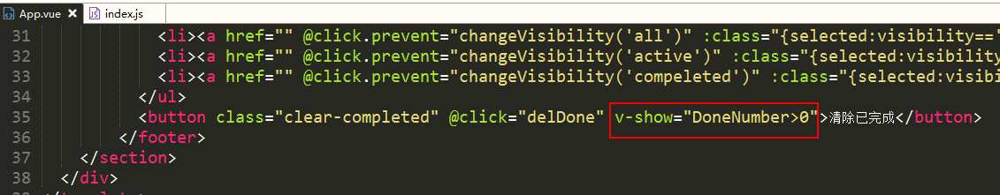 App.vue × index.js
31 <li><a href="" @click.prevent="changeVisibility('all')" :class="{selected:visibility=='
32 <li><a href="" @click.prevent="changeVisibility('active')" :class="{selected:visibility
33 <li><a href="" @click.prevent="changeVisibility('compeleted')" :class="{selected:visibi
34 </ul>
35 <button class="clear-completed" @click="delDone" v-show="DoneNumber>0">清除已完成</button>
36 </footer>
37 </section>
38 </div>